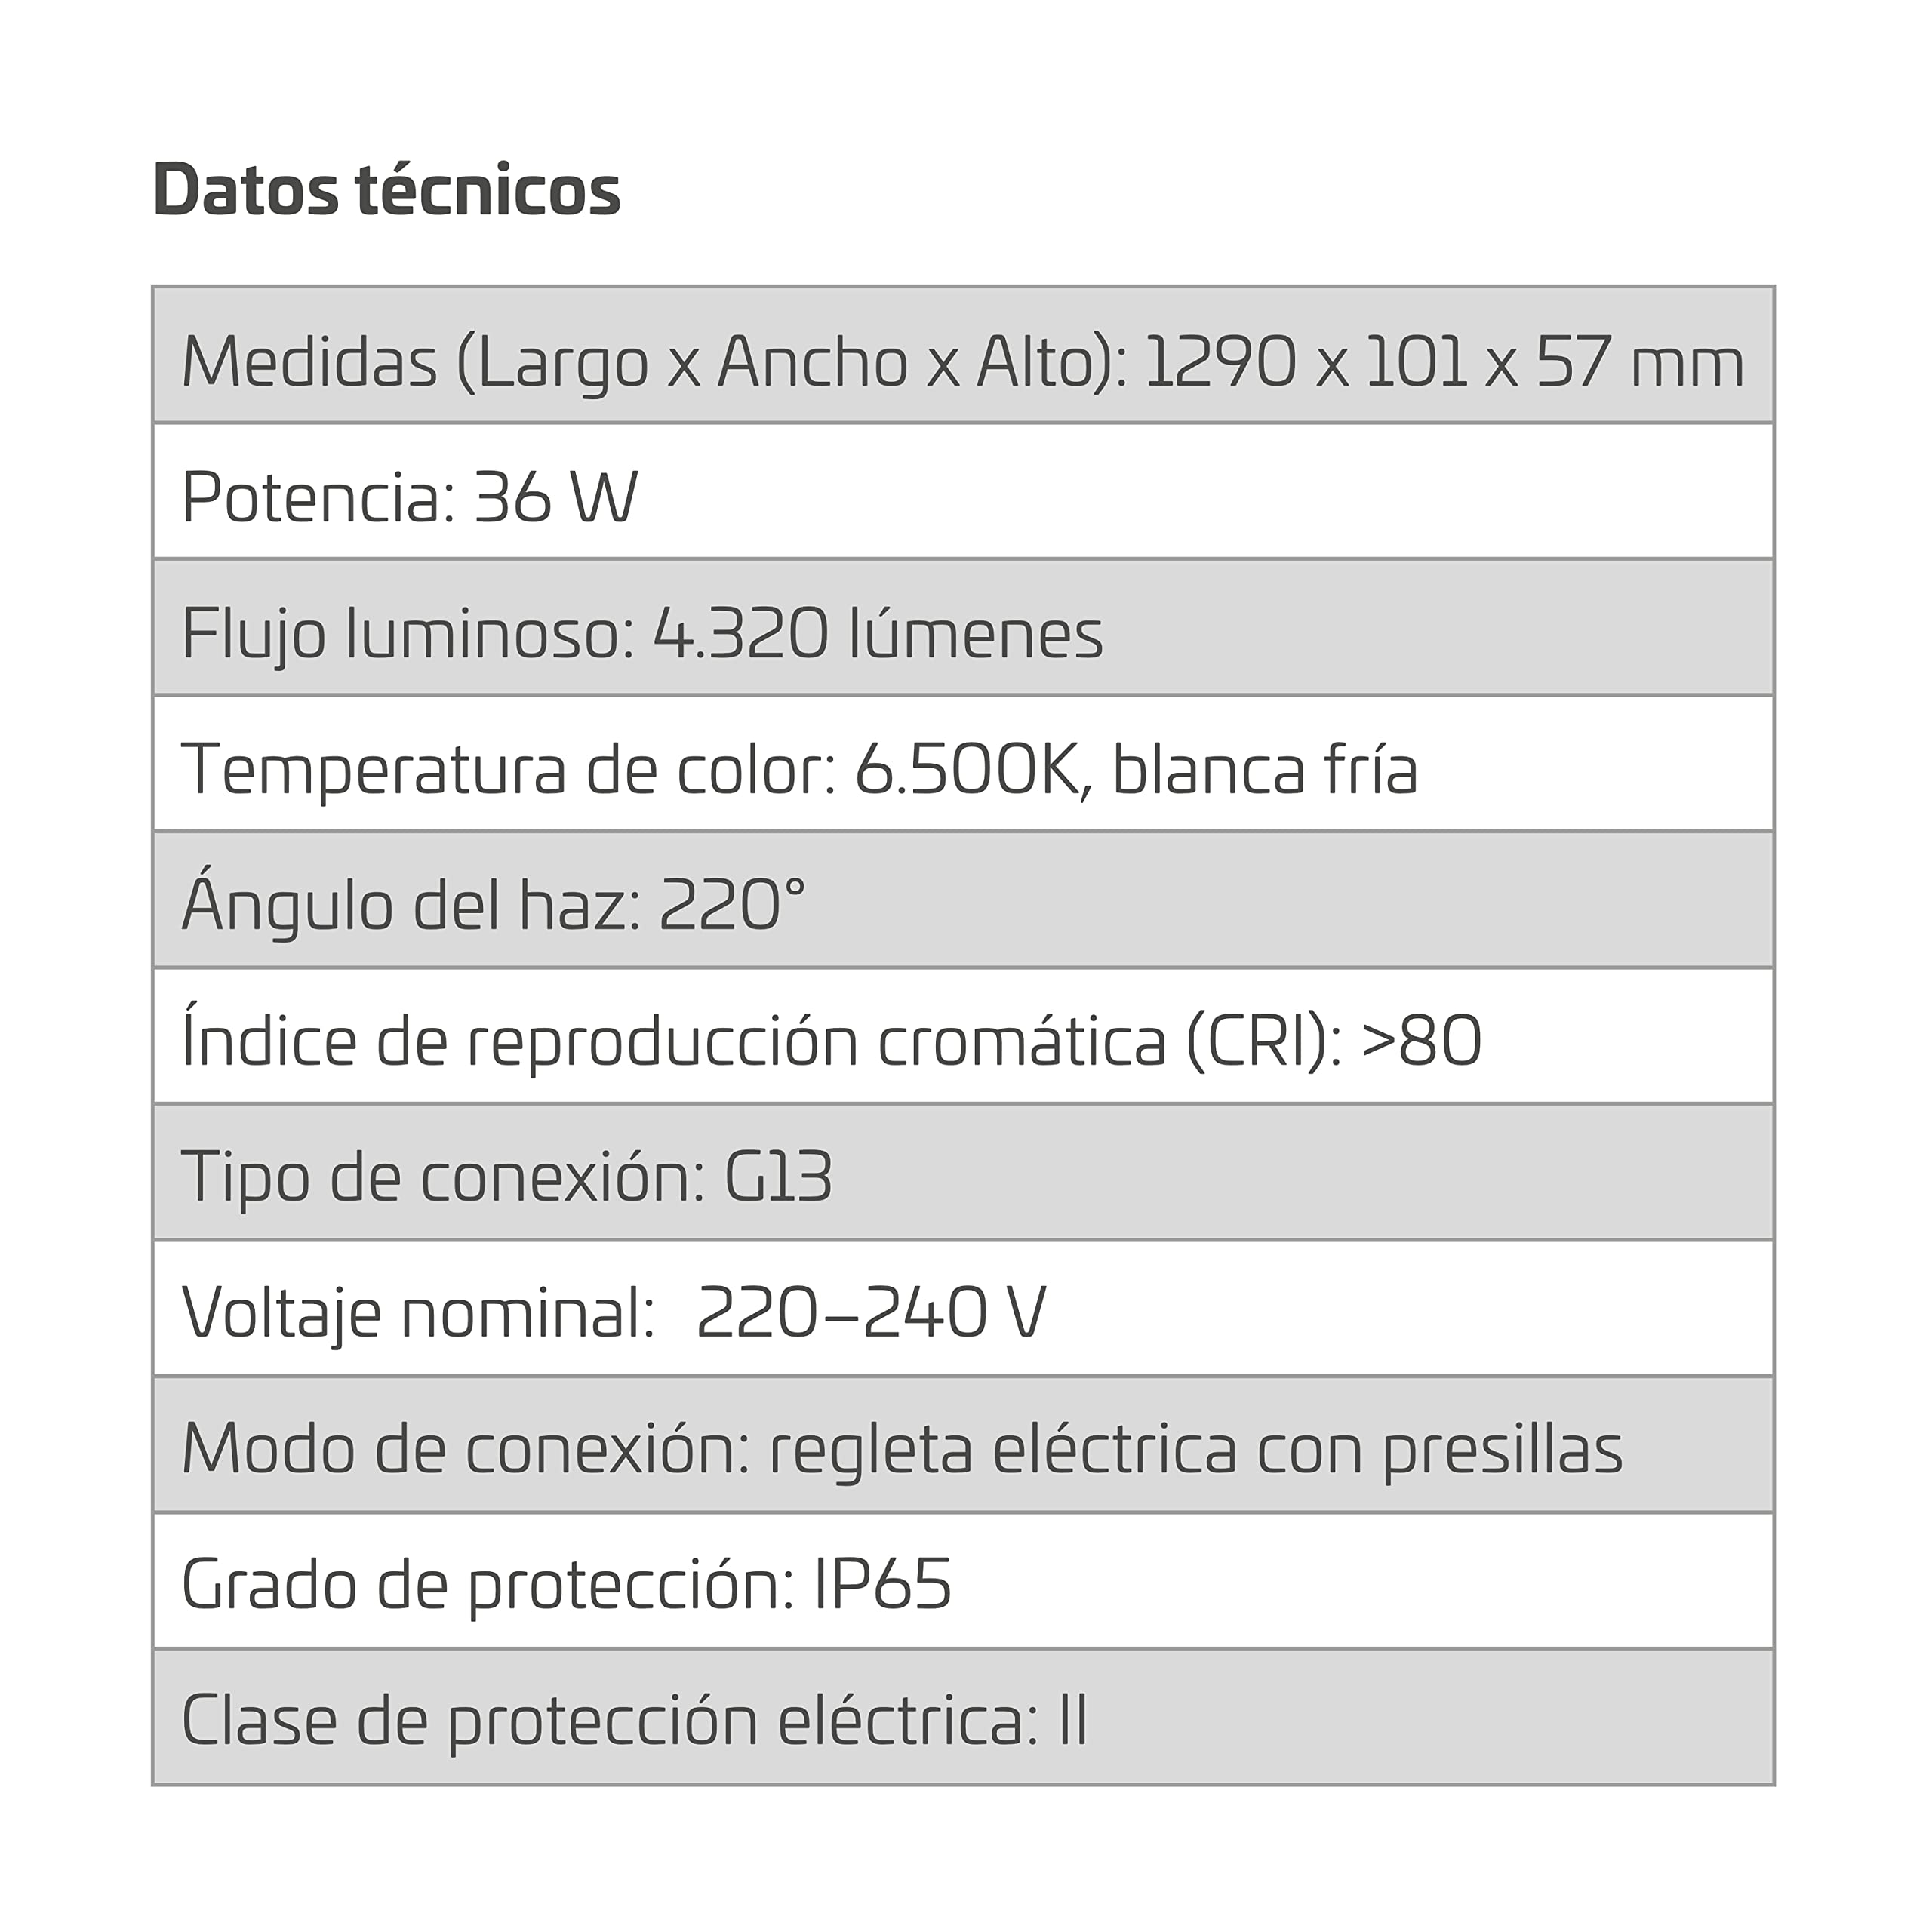 Datos técnicos
Medidas (Largo x Ancho x Alto): 1290 x 101 x 57 mm
Potencia: 36 W
Flujo luminoso: 4.320 lúmenes
Temperatura de color: 6.500K, blanca fría
Ángulo del haz: 220°
Índice de reproducción cromática (CRI): >80
Tipo de conexión: G13
Voltaje nominal: 220–240 V
Modo de conexión: regleta eléctrica con presillas
Grado de protección: IP65
Clase de protección eléctrica: II